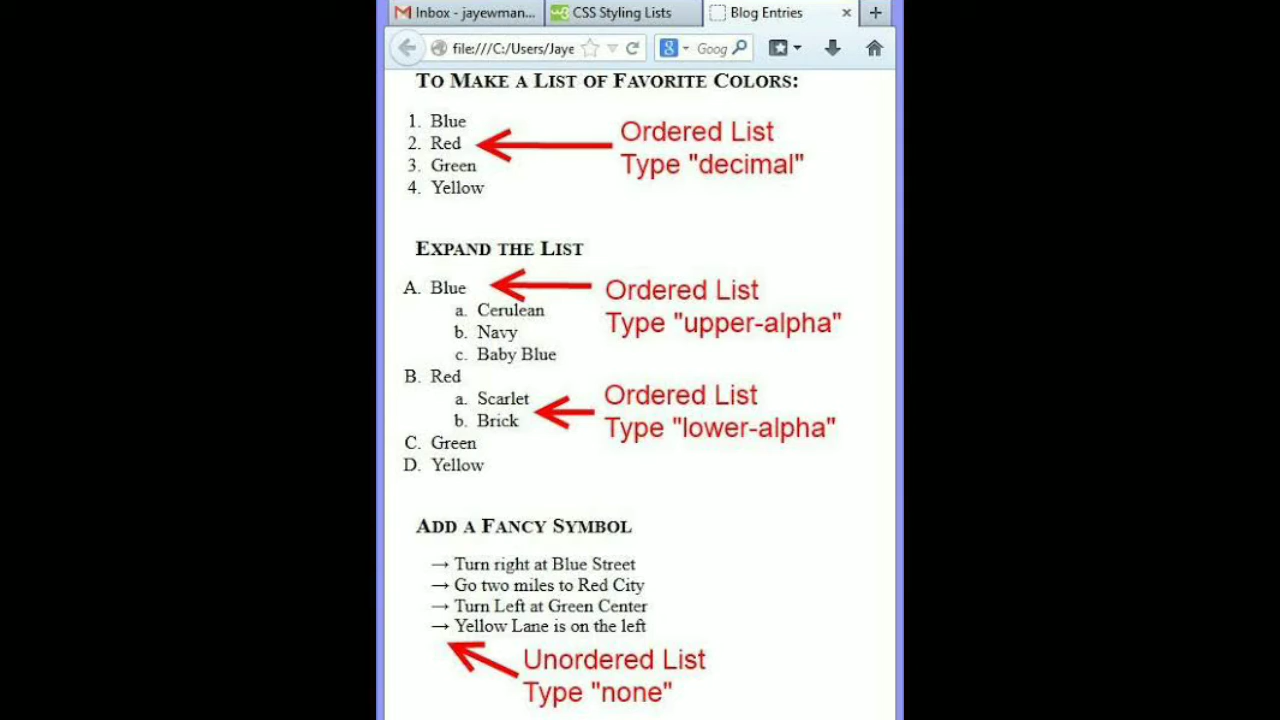 Inbox - jayewman...
CSS Styling Lists
Blog Entries
file:///C:/Users/Jaye
Goog
TO MAKE A LIST OF FAVORITE COLORS:
1. Blue
2. Red
3. Green
4. Yellow
Ordered List
Type "decimal"
EXPAND THE LIST
A. Blue
a. Cerulean
b. Navy
c. Baby Blue
B. Red
a. Scarlet
b. Brick
C. Green
D. Yellow
Ordered List
Type "upper-alpha"
Ordered List
Type "lower-alpha"
ADD A FANCY SYMBOL
→ Turn right at Blue Street
→ Go two miles to Red City
→ Turn Left at Green Center
→ Yellow Lane is on the left
Unordered List
Type "none"